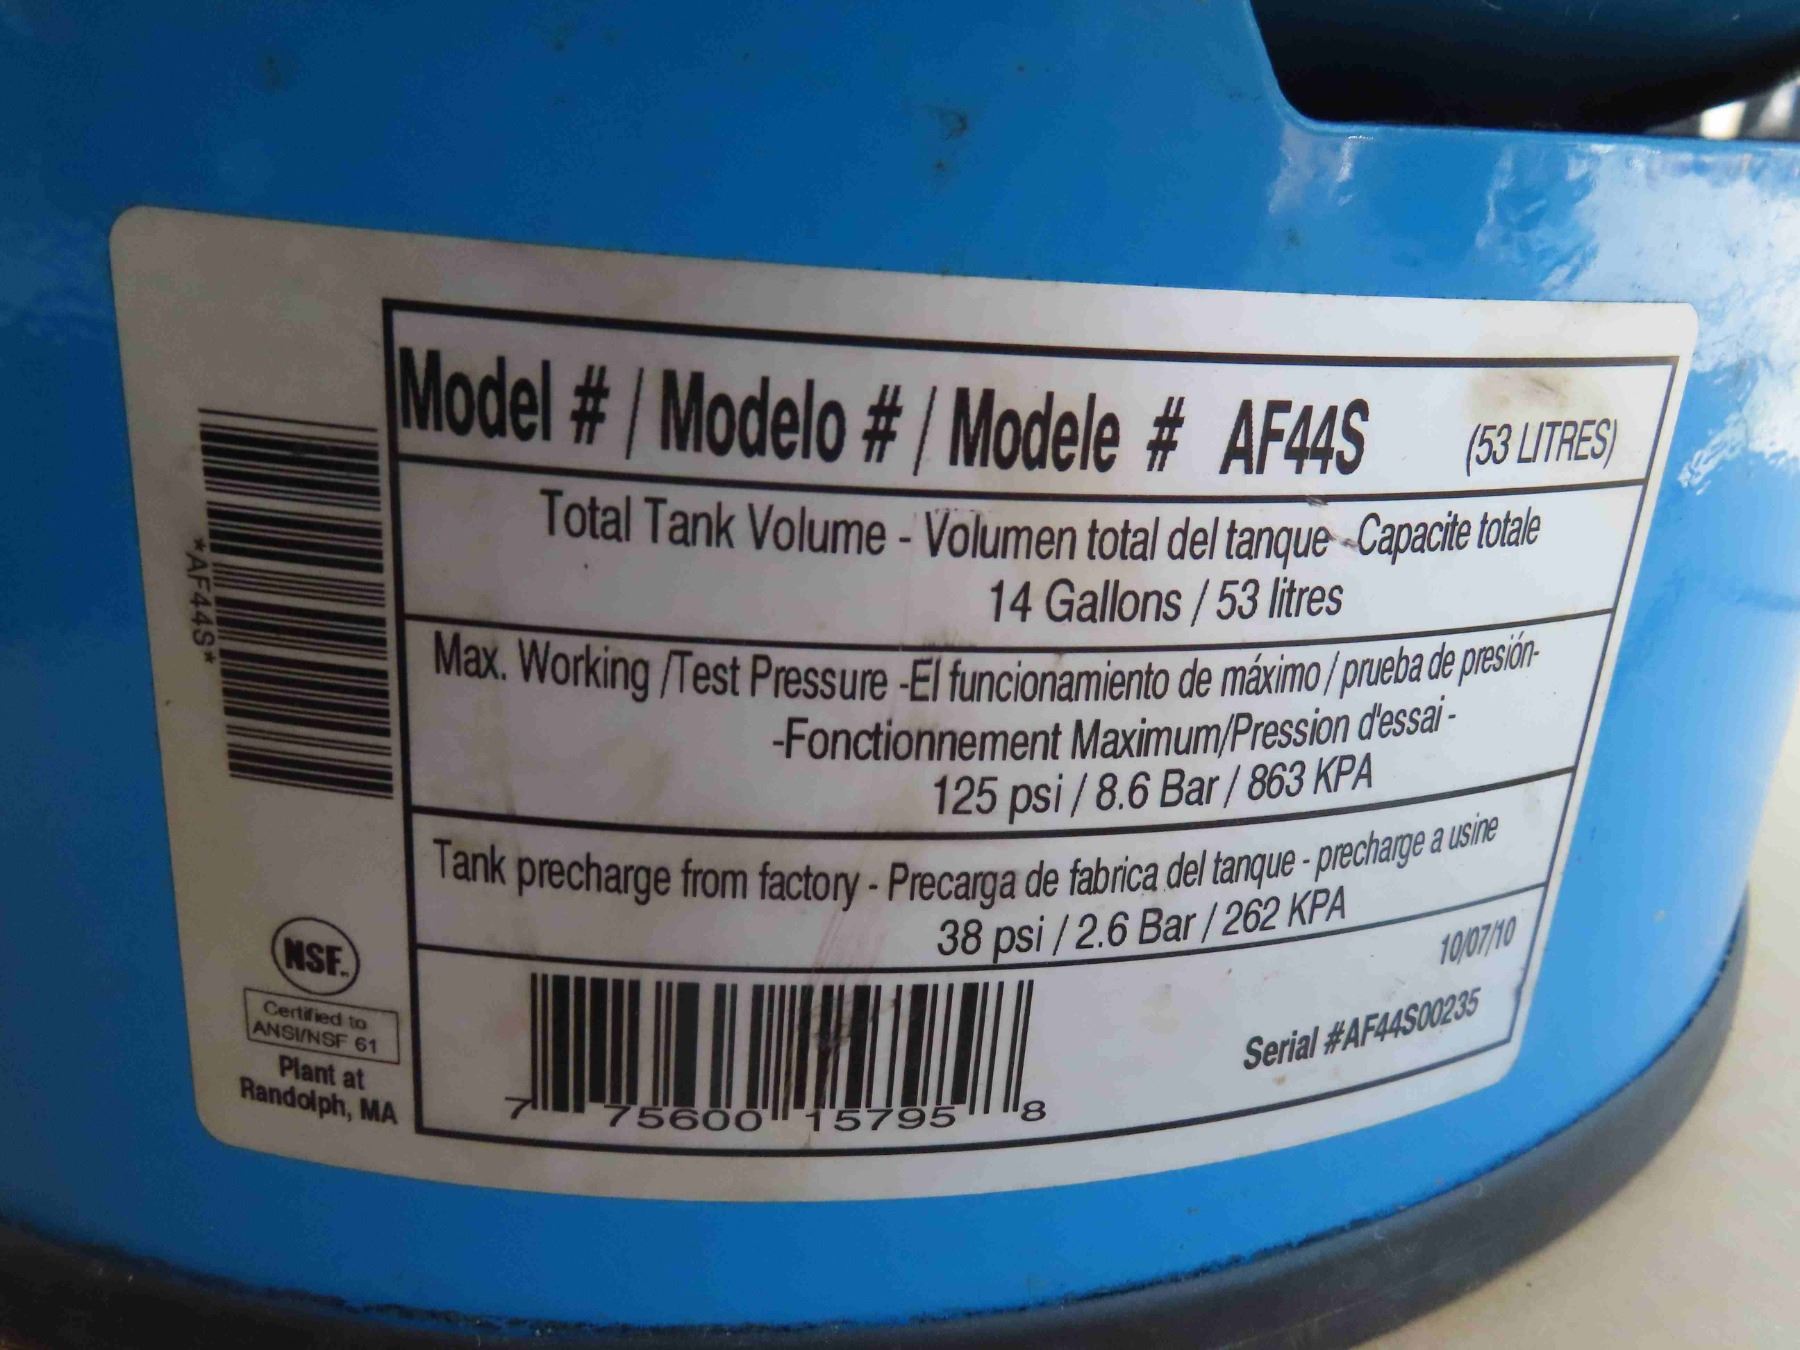 Model # / Modelo # / Modele # AF44S (53 LITRES)
Total Tank Volume - Volumen total del tanque - Capacite totale
14 Gallons / 53 litres
Max. Working /Test Pressure -El funcionamiento de máximo / prueba de presión-
-Fonctionnement Maximum/Pression d'essai -
125 psi / 8.6 Bar / 863 KPA
Tank precharge from factory - Precarga de fabrica del tanque - precharge a usine
38 psi / 2.6 Bar / 262 KPA
10/07/10
Serial #AF44S00235
7 75600 15795 8
*AF44S*
NSF™
Certified to
ANSI/NSF 61
Plant at
Randolph, MA